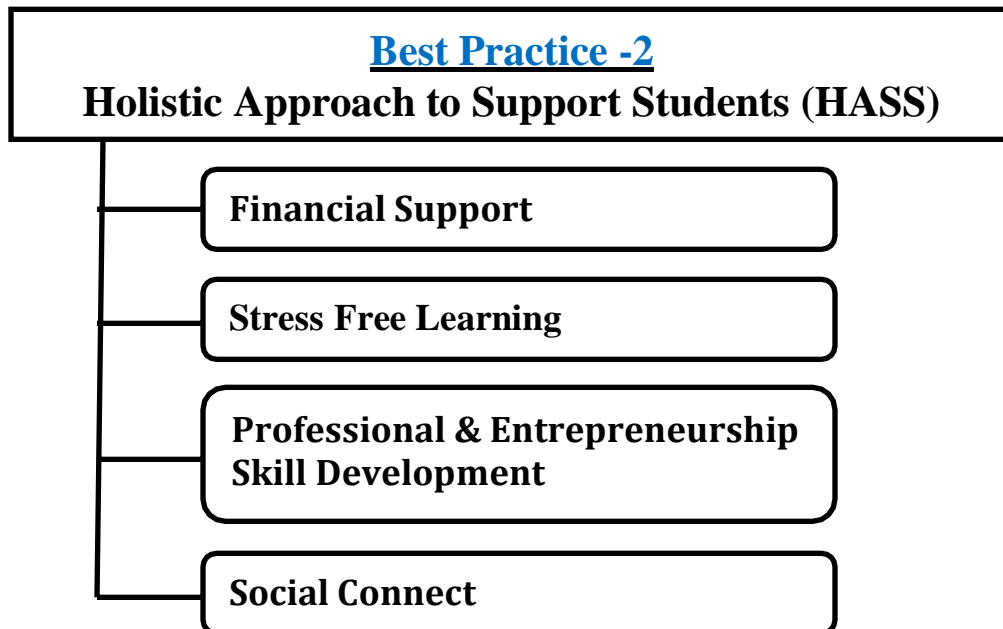 Best Practice -2
Holistic Approach to Support Students (HASS)
Financial Support
Stress Free Learning
Professional & Entrepreneurship
Skill Development
Social Connect